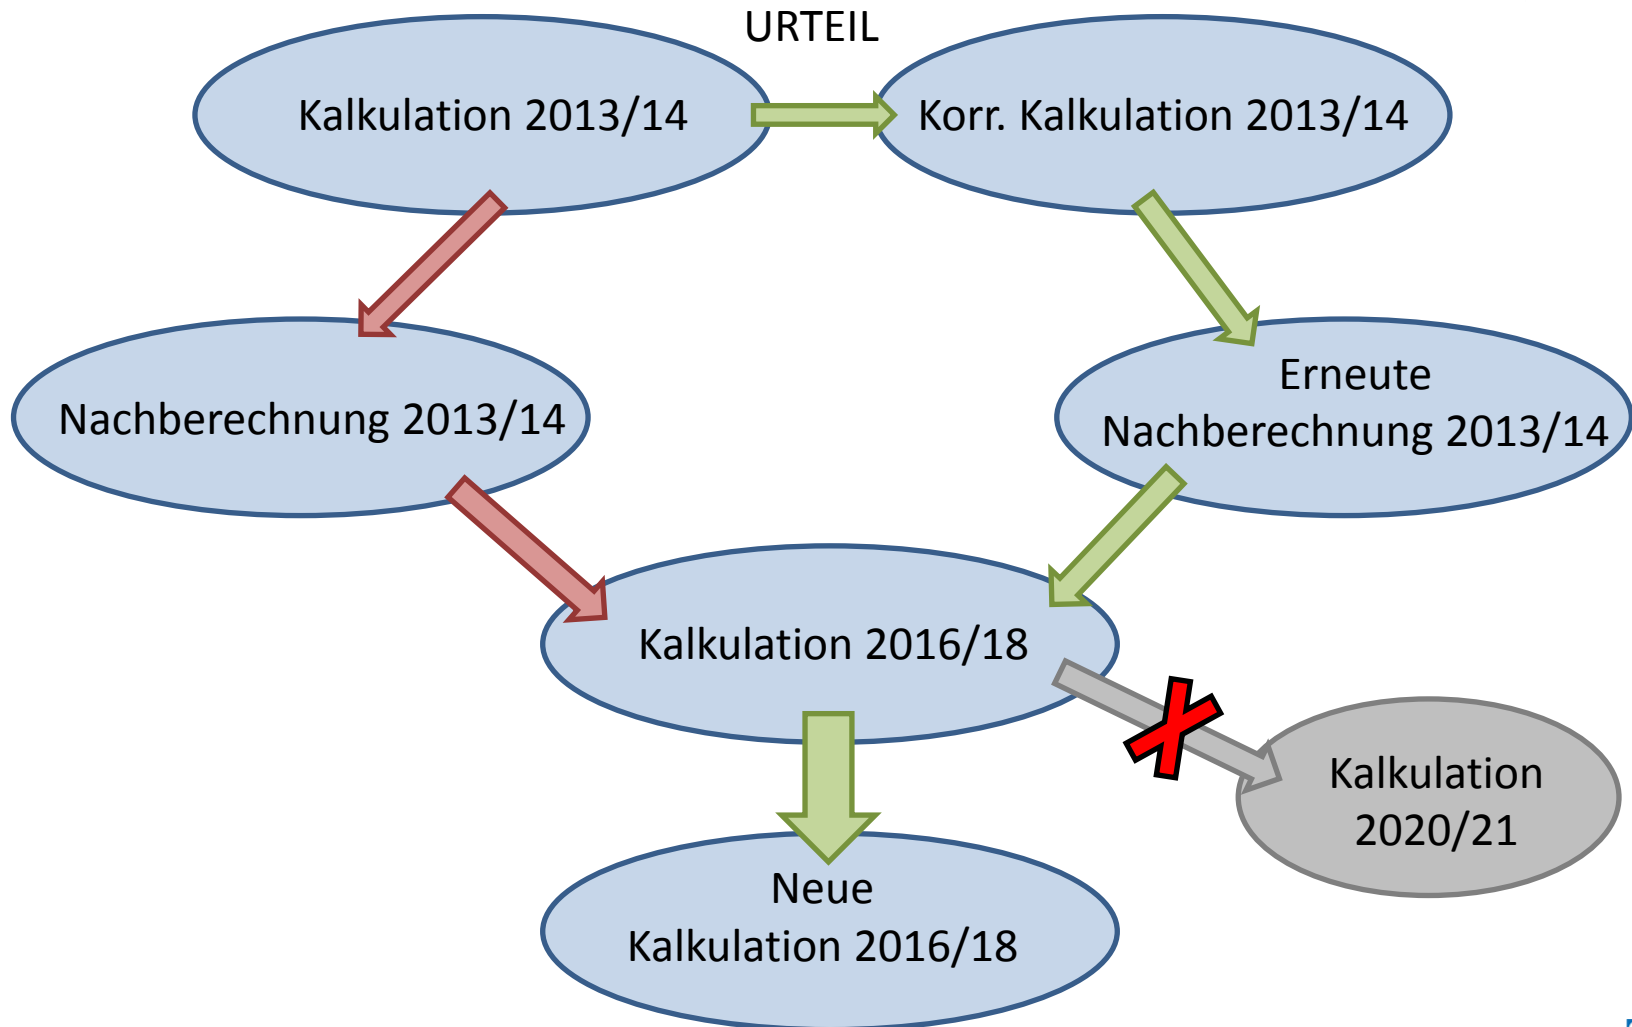 URTEIL
Kalkulation 2013/14
Korr. Kalkulation 2013/14
Nachberechnung 2013/14
Erneute
Nachberechnung 2013/14
Kalkulation 2016/18
Kalkulation
2020/21
Neue
Kalkulation 2016/18